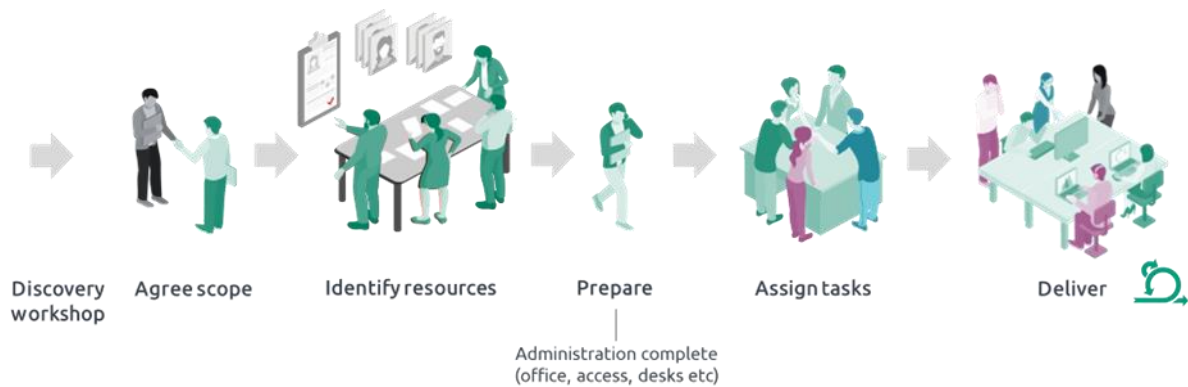 Discovery
workshop
Agree scope
Identify resources
Prepare
Assign tasks
Deliver
Administration complete
(office, access, desks etc)